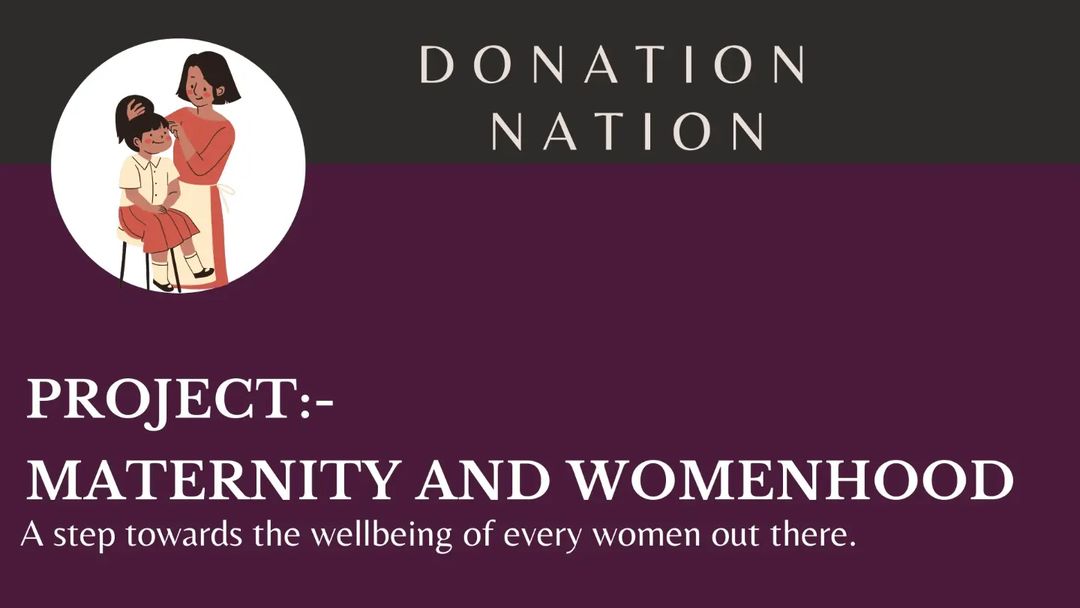 DONATION
NATION
PROJECT:-
MATERNITY AND WOMENHOOD
A step towards the wellbeing of every women out there.